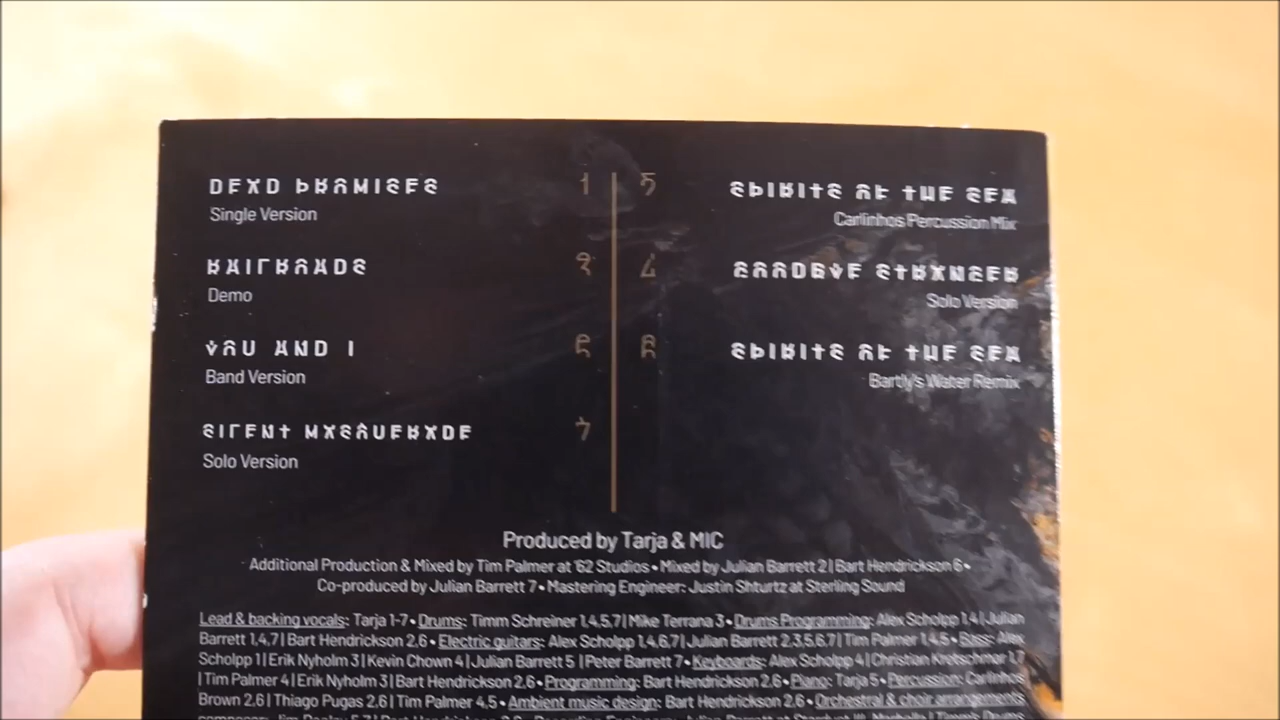 DEAD PROMISES
Single Version
1
5
SPIRITS OF THE SEA
Carlinhos Percussion Mix
RAILROADS
Demo
2
4
GOODBYE STRANGER
Solo Version
YOU AND I
Band Version
3
6
SPIRITS OF THE SEA
Bartly's Water Remix
SILENT MASQUERADE
Solo Version
7
Produced by Tarja & MIC
Additional Production & Mixed by Tim Palmer at '62 Studios • Mixed by Julian Barrett 2 | Bart Hendrickson 6 •
Co-produced by Julian Barrett 7 • Mastering Engineer: Justin Shturtz at Sterling Sound
Lead & backing vocals: Tarja 1-7 • Drums: Timm Schreiner 1,4,5,7 | Mike Terrana 3 • Drums Programming: Alex Scholpp 1,4 | Julian
Barrett 1,4,7 | Bart Hendrickson 2,6 • Electric guitars: Alex Scholpp 1,4,6,7 | Julian Barrett 2,3,5,6,7 | Tim Palmer 1,4,5 • Bass: Alex
Scholpp 1 | Erik Nyholm 3 | Kevin Chown 4 | Julian Barrett 5 | Peter Barrett 7 • Keyboards: Alex Scholpp 4 | Christian Kretschmar 1,7
| Tim Palmer 4 | Erik Nyholm 3 | Bart Hendrickson 2,6 • Programming: Bart Hendrickson 2,6 • Piano: Tarja 5 • Percussion: Carlinhos
Brown 2,6 | Thiago Pugas 2,6 | Tim Palmer 4,5 • Ambient music design: Bart Hendrickson 2,6 • Orchestral & choir arrangements